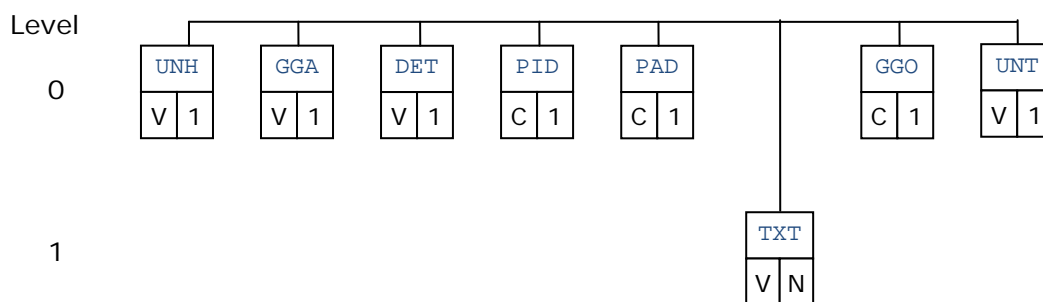 Level
UNH GGA DET PID PAD GGO UNT
0
V 1 V 1 V 1 C 1 C 1 C 1 V 1
TXT
1
V N